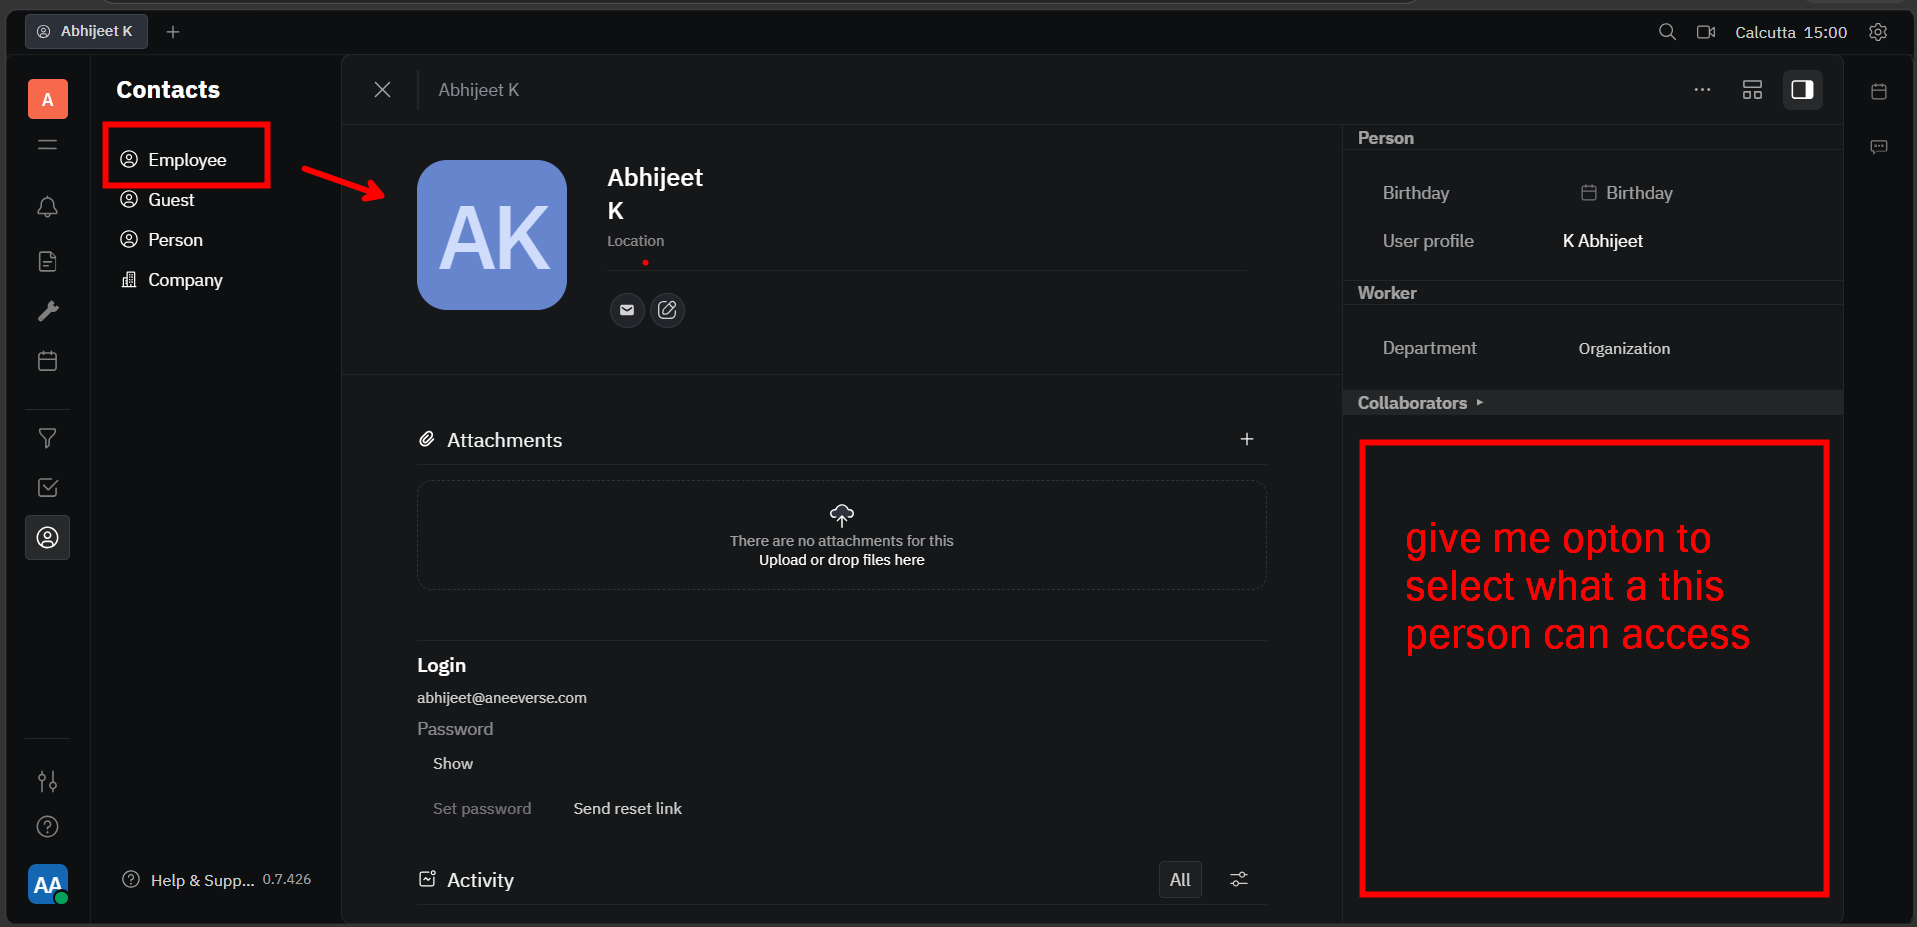 Abhijeet K
Calcutta 15:00
A
Contacts
Employee
Guest
Person
Company
Abhijeet K
AK
Abhijeet
K
Location
Attachments
There are no attachments for this
Upload or drop files here
Login
abhijeet@aneeverse.com
Password
Show
Set password Send reset link
Activity
All
Person
Birthday Birthday
User profile K Abhijeet
Worker
Department Organization
Collaborators
give me opton to
select what a this
person can access
AA
Help & Supp... 0.7.426